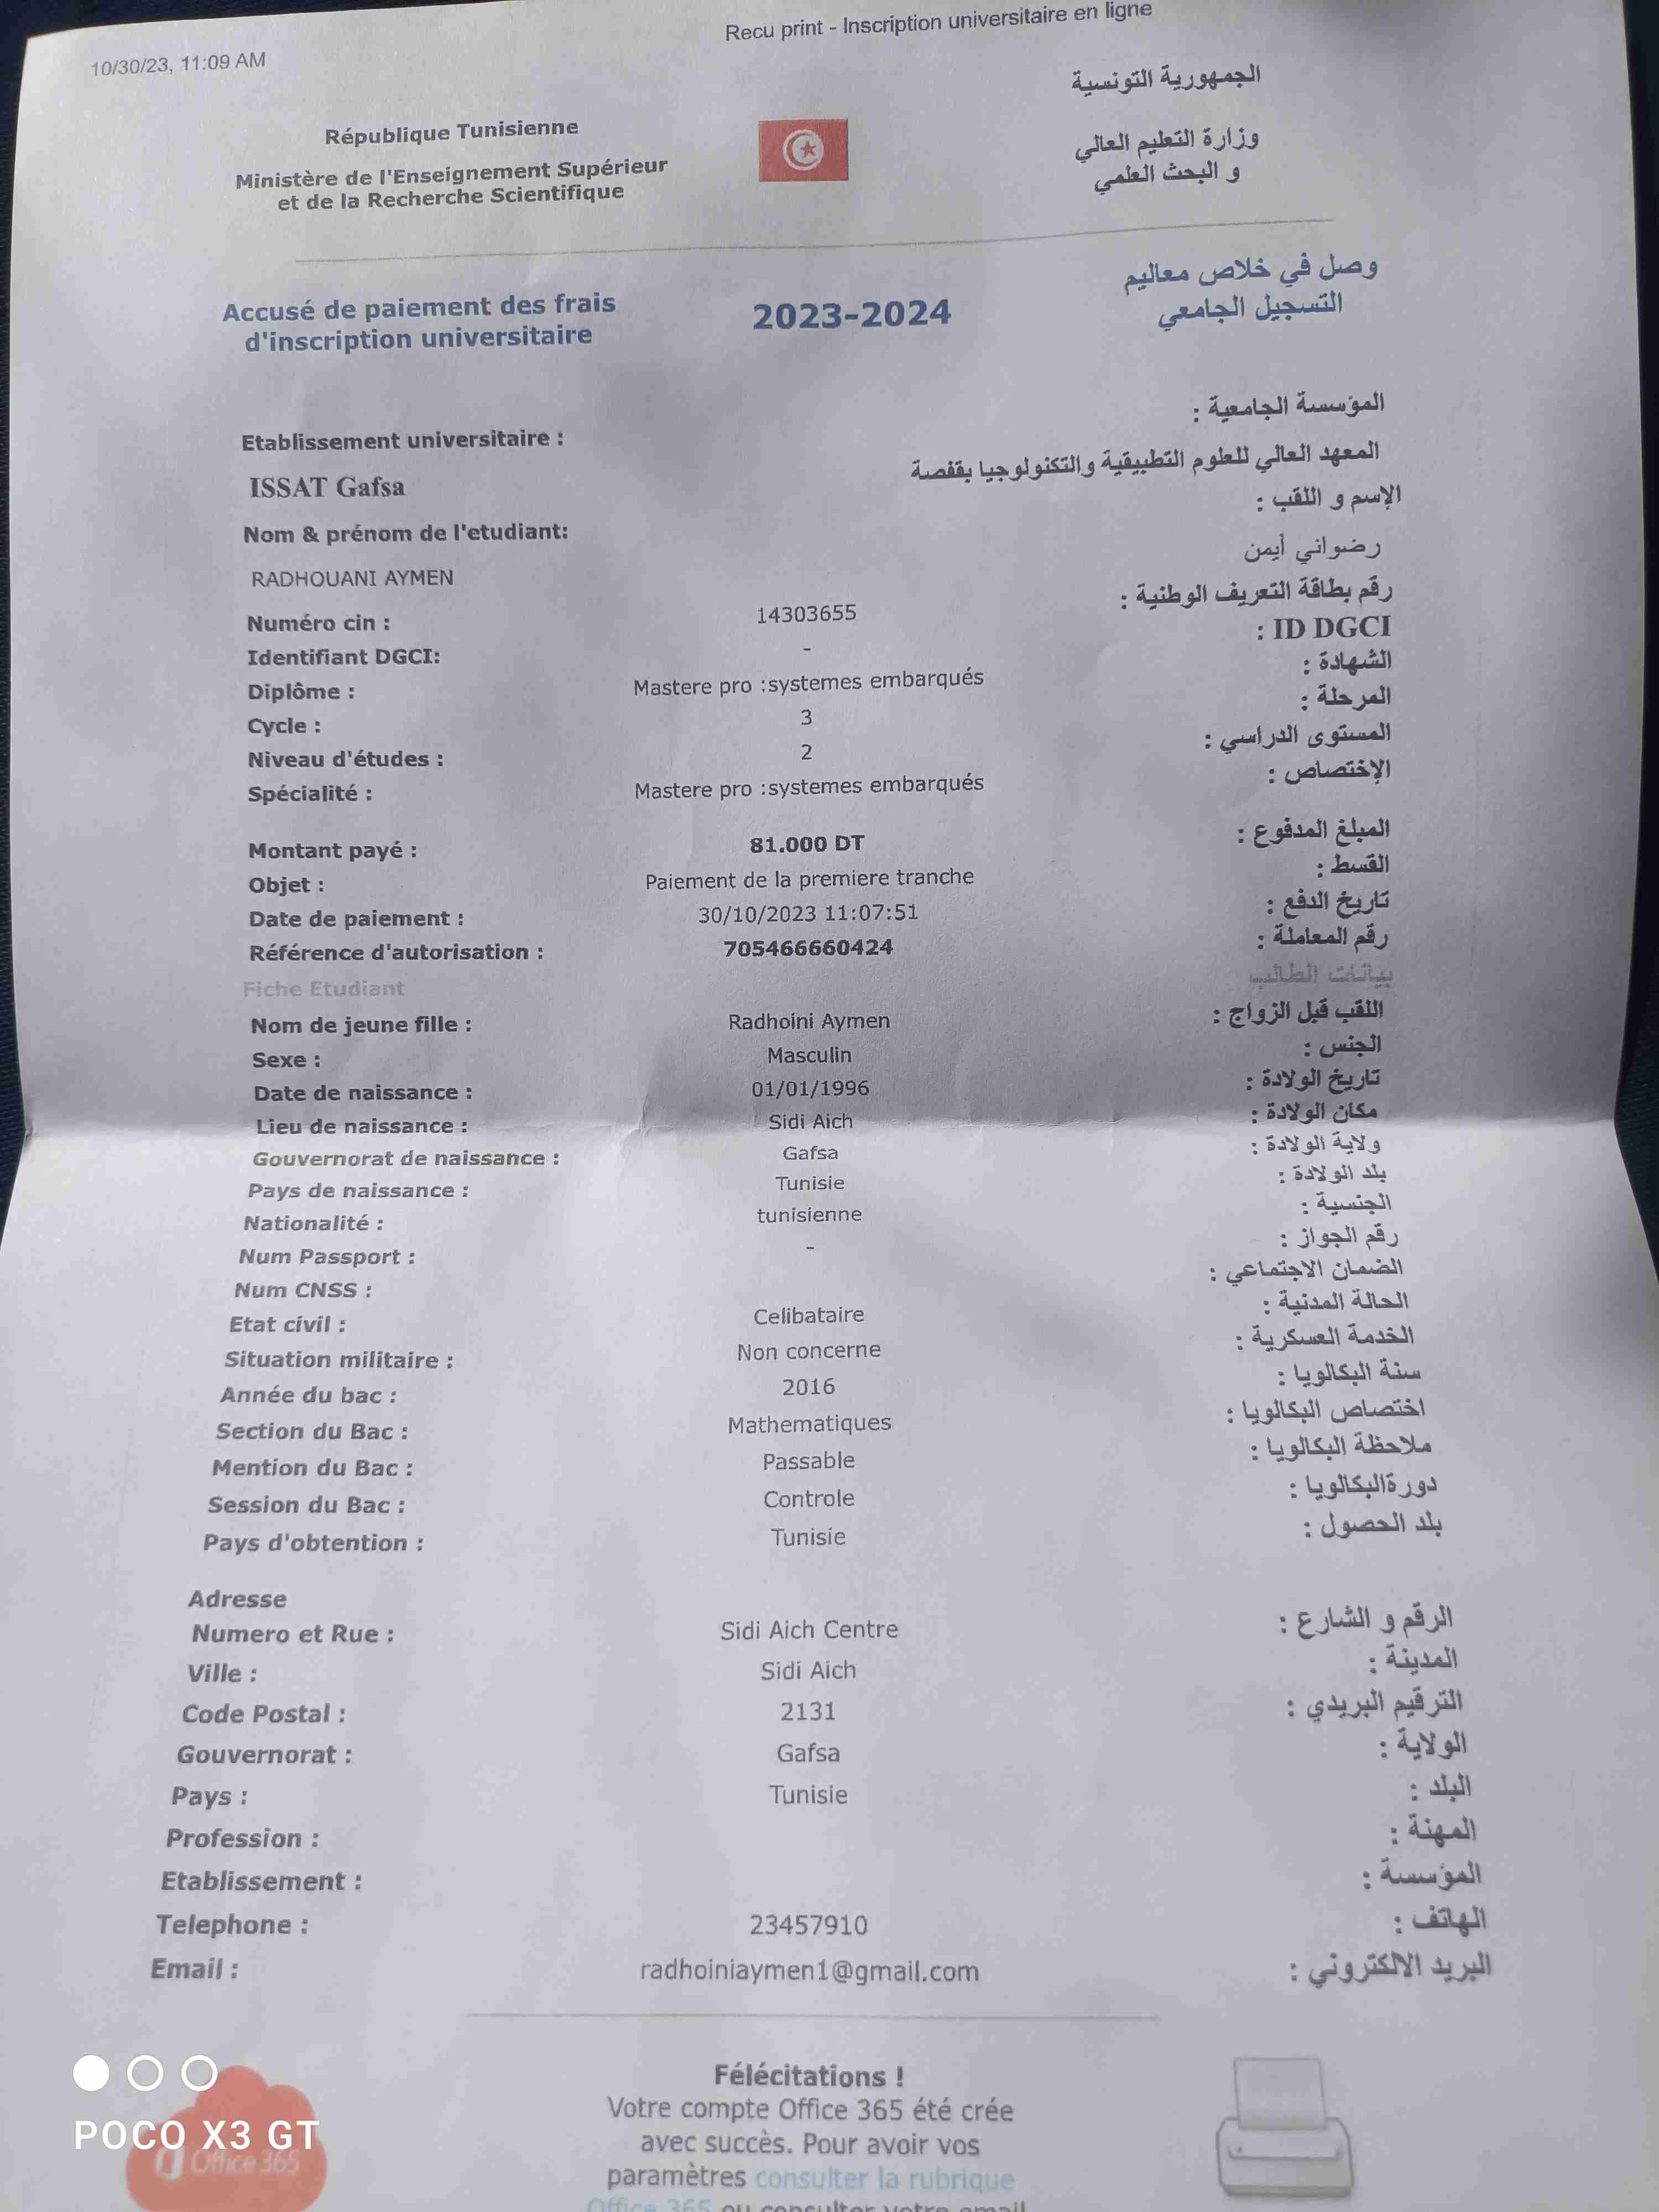 10/30/23, 11:09 AM
Recu print - Inscription universitaire en ligne
République Tunisienne
الجمهورية التونسية
Ministère de l'Enseignement Supérieur
et de la Recherche Scientifique
وزارة التعليم العالي
و البحث العلمي
Accusé de paiement des frais
d'inscription universitaire
2023-2024
وصل في خلاص معاليم
التسجيل الجامعي
Etablissement universitaire :
المؤسسة الجامعية :
ISSAT Gafsa
المعهد العالي للعلوم التطبيقية والتكنولوجيا بقفصة
Nom & prénom de l'etudiant:
الإسم و اللقب :
RADHOUANI AYMEN
رضواني أيمن
Numéro cin : 14303655 رقم بطاقة التعريف الوطنية :
Identifiant DGCI: - ID DGCI :
Diplôme : Mastere pro :systemes embarqués الشهادة :
Cycle : 3 المرحلة :
Niveau d'études : 2 المستوى الدراسي :
Spécialité : Mastere pro :systemes embarqués الإختصاص :
Montant payé : 81.000 DT المبلغ المدفوع :
Objet : Paiement de la premiere tranche القسط :
Date de paiement : 30/10/2023 11:07:51 تاريخ الدفع :
Référence d'autorisation : 705466660424 رقم المعاملة :
Fiche Etudiant بيانات الطالب
Nom de jeune fille : Radhoini Aymen اللقب قبل الزواج :
Sexe : Masculin الجنس :
Date de naissance : 01/01/1996 تاريخ الولادة :
Lieu de naissance : Sidi Aich مكان الولادة :
Gouvernorat de naissance : Gafsa ولاية الولادة :
Pays de naissance : Tunisie بلد الولادة :
Nationalité : tunisienne الجنسية :
Num Passport : - رقم الجواز :
Num CNSS : الضمان الاجتماعي :
Etat civil : Celibataire الحالة المدنية :
Situation militaire : Non concerne الخدمة العسكرية :
Année du bac : 2016 سنة البكالويا :
Section du Bac : Mathematiques اختصاص البكالويا :
Mention du Bac : Passable ملاحظة البكالويا :
Session du Bac : Controle دورةالبكالويا :
Pays d'obtention : Tunisie بلد الحصول :
Adresse
Numero et Rue : Sidi Aich Centre الرقم و الشارع :
Ville : Sidi Aich المدينة :
Code Postal : 2131 الترقيم البريدي :
Gouvernorat : Gafsa الولاية :
Pays : Tunisie البلد :
Profession : المهنة :
Etablissement : المؤسسة :
Telephone : 23457910 الهاتف :
Email : radhoiniaymen1@gmail.com البريد الالكتروني :
Félécitations !
Votre compte Office 365 été crée
avec succès. Pour avoir vos
paramètres consulter la rubrique
Office 365 ou consulter votre email
POCO X3 GT
Office 365